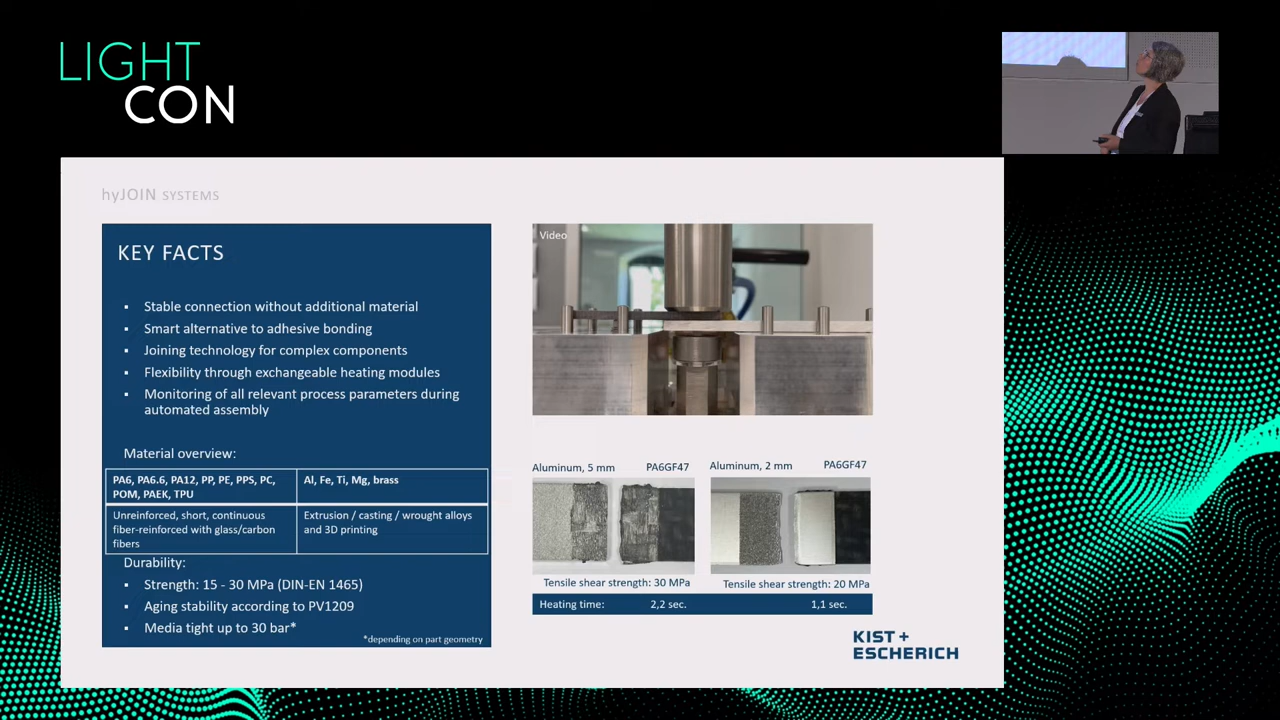 LIGHT
CON
hyJOIN SYSTEMS
KEY FACTS
▪ Stable connection without additional material
▪ Smart alternative to adhesive bonding
▪ Joining technology for complex components
▪ Flexibility through exchangeable heating modules
▪ Monitoring of all relevant process parameters during
automated assembly
Material overview:
PA6, PA6.6, PA12, PP, PE, PPS, PC,
POM, PAEK, TPU
Al, Fe, Ti, Mg, brass
Unreinforced, short, continuous
fiber-reinforced with glass/carbon
fibers
Extrusion / casting / wrought alloys
and 3D printing
Durability:
▪ Strength: 15 - 30 MPa (DIN-EN 1465)
▪ Aging stability according to PV1209
▪ Media tight up to 30 bar*
*depending on part geometry
Video
Aluminum, 5 mm PA6GF47
Aluminum, 2 mm PA6GF47
Tensile shear strength: 30 MPa
Tensile shear strength: 20 MPa
Heating time: 2,2 sec. 1,1 sec.
KIST +
ESCHERICH